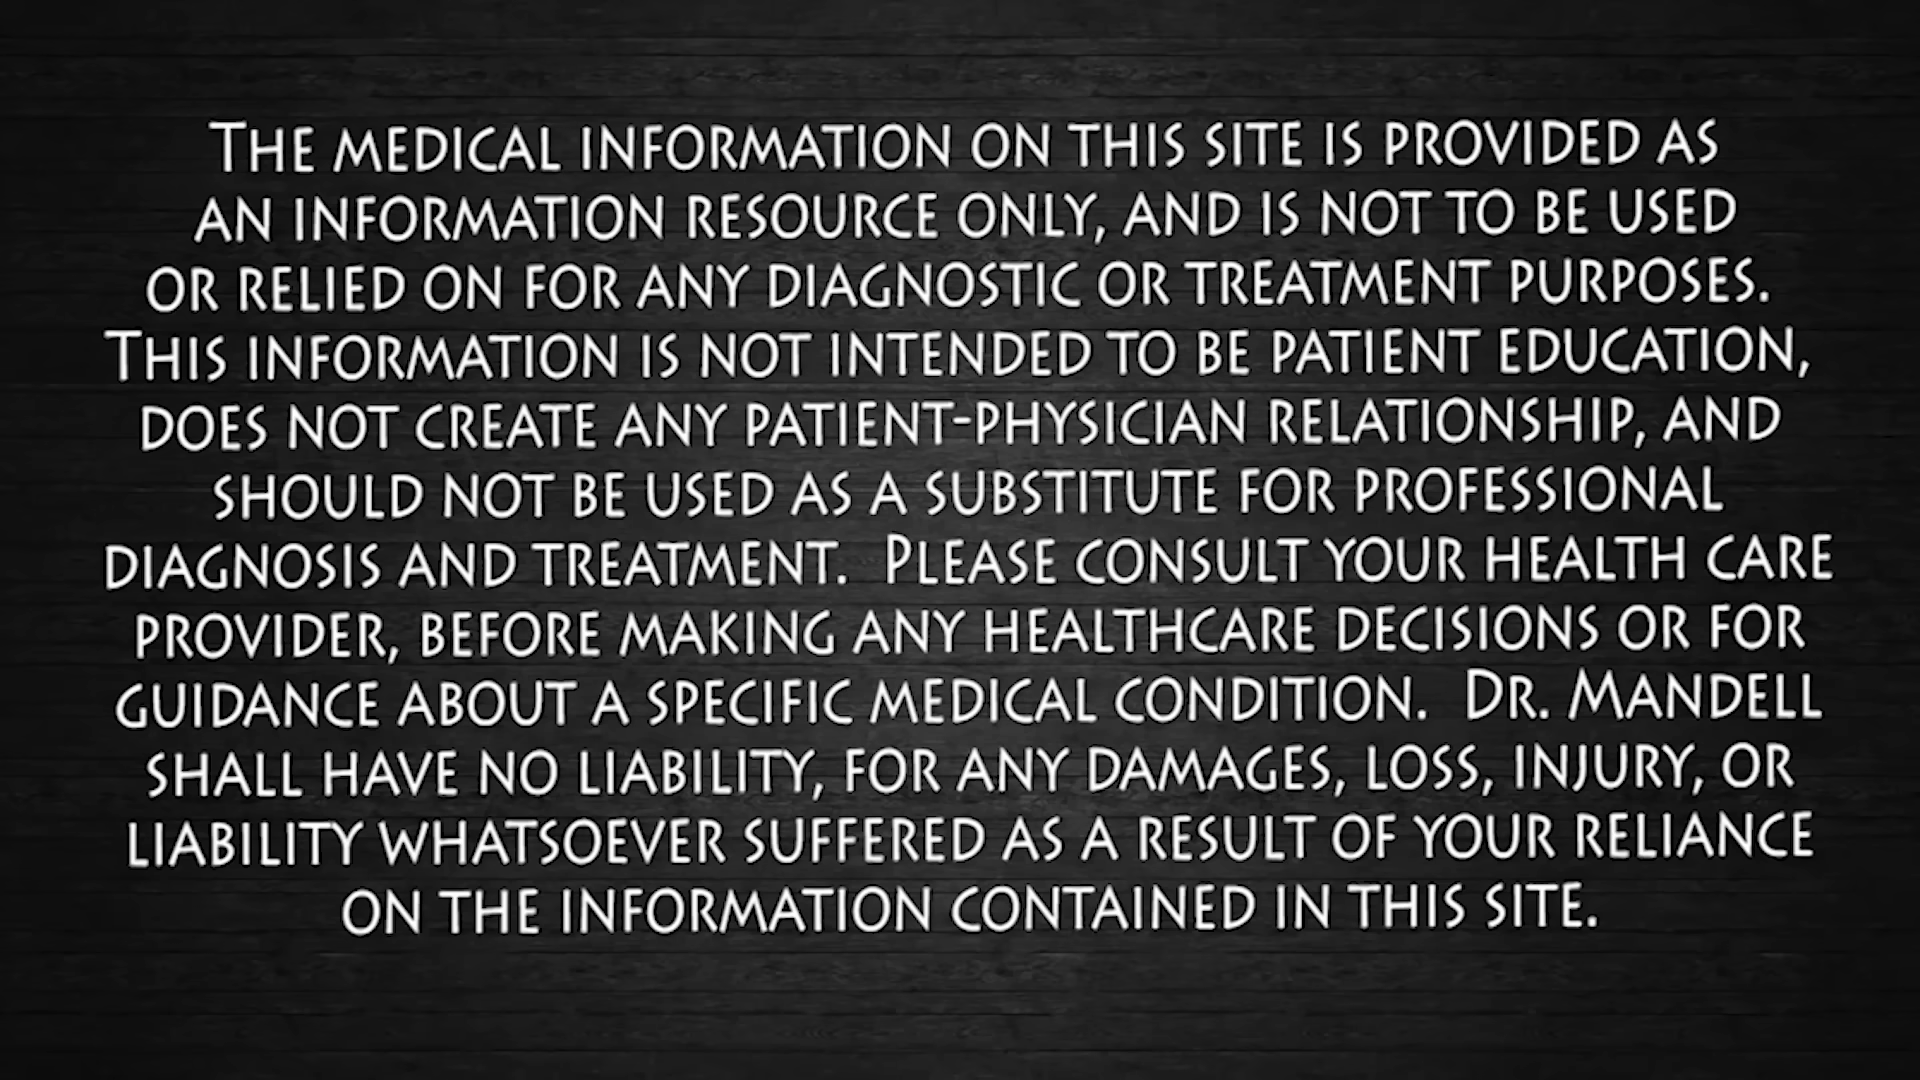 The medical information on this site is provided as
an information resource only, and is not to be used
or relied on for any diagnostic or treatment purposes.
This information is not intended to be patient education,
does not create any patient-physician relationship, and
should not be used as a substitute for professional
diagnosis and treatment.  Please consult your health care
provider, before making any healthcare decisions or for
guidance about a specific medical condition.  Dr. Mandell
shall have no liability, for any damages, loss, injury, or
liability whatsoever suffered as a result of your reliance
on the information contained in this site.